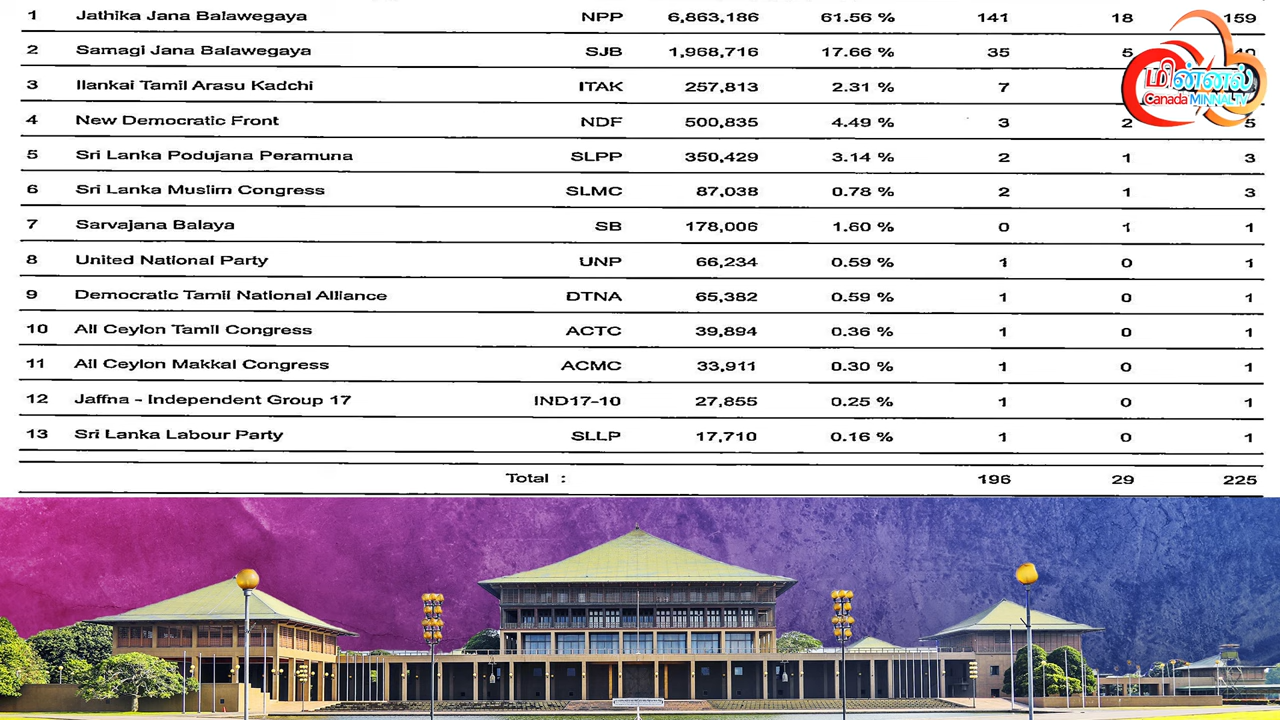 1 Jathika Jana Balawegaya NPP 6,863,186 61.56 % 141 18 159
2 Samagi Jana Balawegaya SJB 1,968,716 17.66 % 35 5
3 Ilankai Tamil Arasu Kadchi ITAK 257,813 2.31 % 7
4 New Democratic Front NDF 500,835 4.49 % 3 2 5
5 Sri Lanka Podujana Peramuna SLPP 350,429 3.14 % 2 1 3
6 Sri Lanka Muslim Congress SLMC 87,038 0.78 % 2 1 3
7 Sarvajana Balaya SB 178,006 1.60 % 0 1 1
8 United National Party UNP 66,234 0.59 % 1 0 1
9 Democratic Tamil National Alliance DTNA 65,382 0.59 % 1 0 1
10 All Ceylon Tamil Congress ACTC 39,894 0.36 % 1 0 1
11 All Ceylon Makkal Congress ACMC 33,911 0.30 % 1 0 1
12 Jaffna - Independent Group 17 IND17-10 27,855 0.25 % 1 0 1
13 Sri Lanka Labour Party SLLP 17,710 0.16 % 1 0 1
Total : 196 29 225
மின்னல்
Canada MINNAL TV